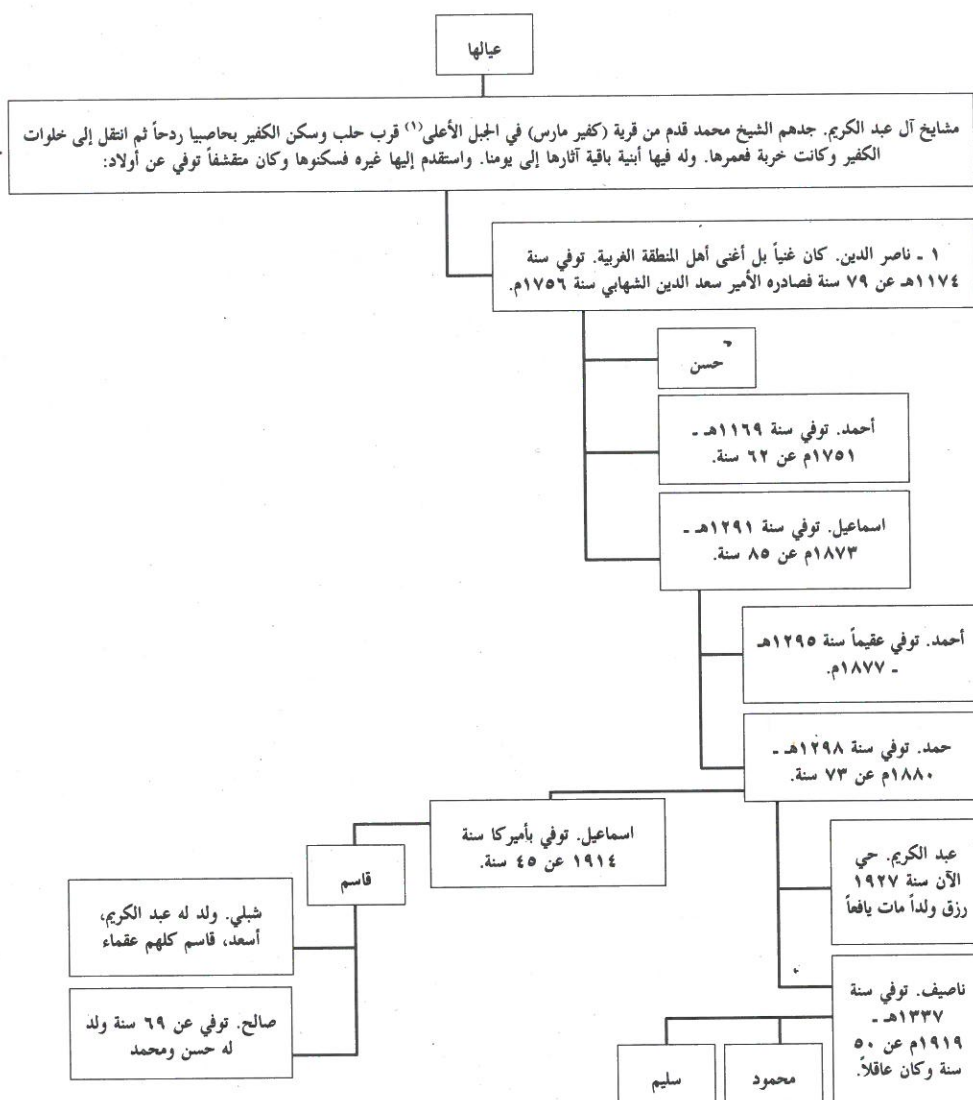 عيالها
مشايخ آل عبد الكريم. جدهم الشيخ محمد قدم من قرية (كفير مارس) في الجبل الأعلى(١) قرب حلب وسكن الكفير بحاصبيا ردحاً ثم انتقل إلى خلوات
الكفير وكانت خربة فعمرها. وله فيها أبنية باقية آثارها إلى يومنا. واستقدم إليها غيره فسكنوها وكان متقشفاً توفي عن أولاد:
١ ـ ناصر الدين. كان غنياً بل أغنى أهل المنطقة الغربية. توفي سنة
١١٧٤هـ عن ٧٩ سنة فصادره الأمير سعد الدين الشهابي سنة ١٧٥٦م.
حسن
أحمد. توفي سنة ١١٦٩هـ ـ
١٧٥١م عن ٦٢ سنة.
اسماعيل. توفي سنة ١٢٩١هـ ـ
١٨٧٣م عن ٨٥ سنة.
أحمد. توفي عقيماً سنة ١٢٩٥هـ
ـ ١٨٧٧م.
حمد. توفي سنة ١٢٩٨هـ ـ
١٨٨٠م عن ٧٣ سنة.
عبد الكريم. حي
الآن سنة ١٩٢٧
رزق ولداً مات يافعاً
اسماعيل. توفي بأميركا سنة
١٩١٤ عن ٤٥ سنة.
قاسم
شبلي. ولد له عبد الكريم،
أسعد، قاسم كلهم عقماء
صالح. توفي عن ٦٩ سنة ولد
له حسن ومحمد
ناصيف. توفي سنة
١٣٣٧هـ ـ
١٩١٩م عن ٥٠
سنة وكان عاقلاً.
محمود
سليم